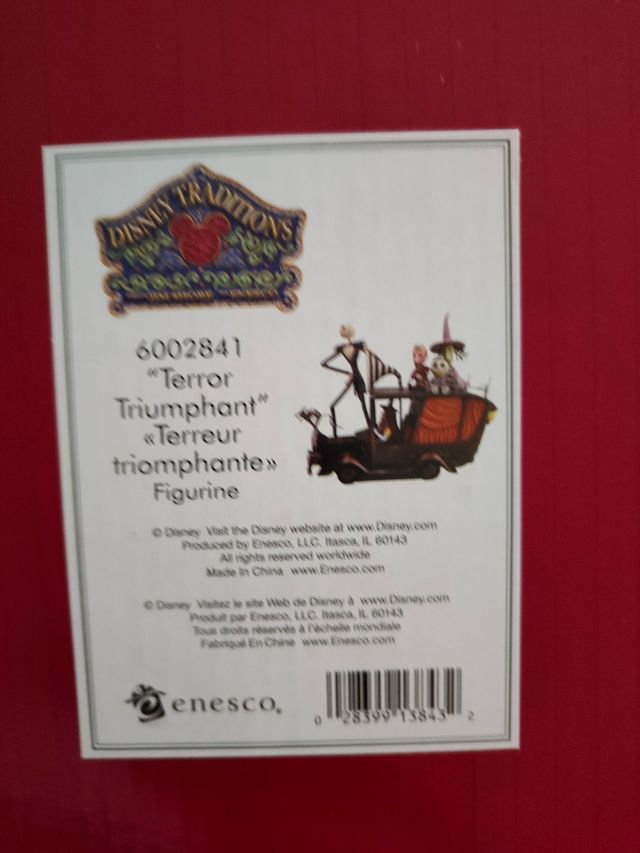 DISNEY TRADITIONS
6002841
"Terror
Triumphant"
«Terreur
triomphante»
Figurine
© Disney Visit the Disney website at www.Disney.com
Produced by Enesco, LLC. Itasca, IL 60143
All rights reserved worldwide
Made In China www.Enesco.com
© Disney Visitez le site Web de Disney à www.Disney.com
Produit par Enesco, LLC. Itasca, IL 60143
Tous droits réservés à l'échelle mondiale
Fabriqué En Chine www.Enesco.com
enesco®
0 28399 13843 2